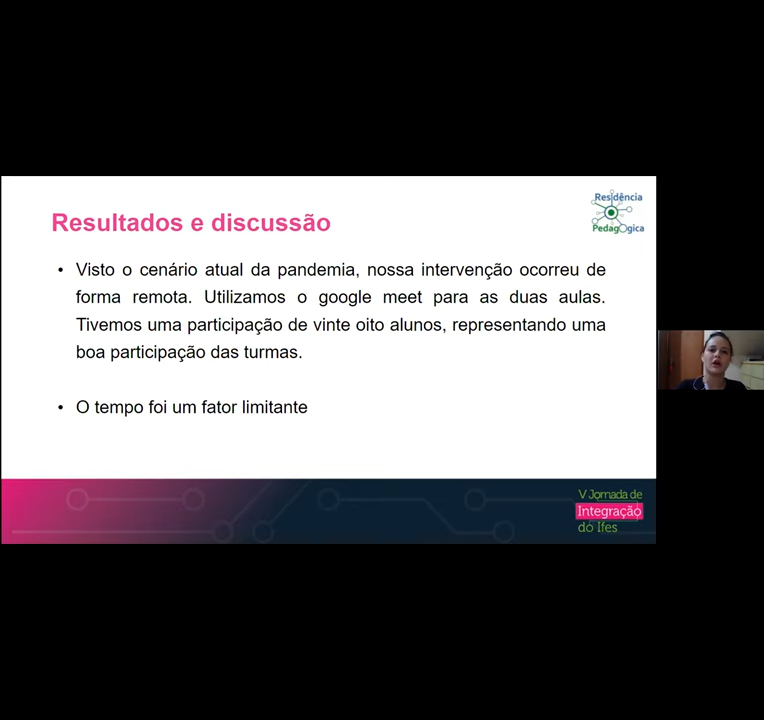 Resultados e discussão
Residência
Pedagógica
• Visto o cenário atual da pandemia, nossa intervenção ocorreu de
forma remota. Utilizamos o google meet para as duas aulas.
Tivemos uma participação de vinte oito alunos, representando uma
boa participação das turmas.
• O tempo foi um fator limitante
V Jornada de
Integração
do Ifes